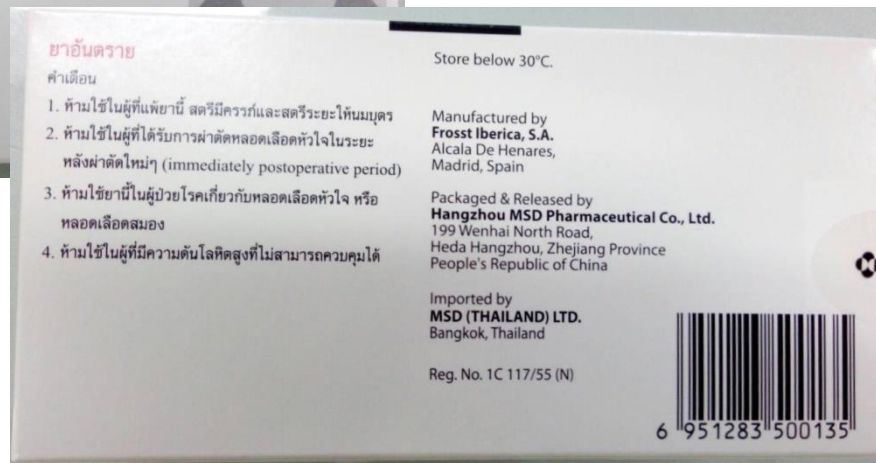 ยาอันตราย
คำเตือน
1. ห้ามใช้ในผู้ที่แพ้ยานี้ สตรีมีครรภ์และสตรีระยะให้นมบุตร
2. ห้ามใช้ในผู้ที่ได้รับการผ่าตัดหลอดเลือดหัวใจในระยะ
หลังผ่าตัดใหม่ๆ (immediately postoperative period)
3. ห้ามใช้ยานี้ในผู้ป่วยโรคเกี่ยวกับหลอดเลือดหัวใจ หรือ
หลอดเลือดสมอง
4. ห้ามใช้ในผู้ที่มีความดันโลหิตสูงที่ไม่สามารถควบคุมได้
Store below 30°C.
Manufactured by
Frosst Iberica, S.A.
Alcala De Henares,
Madrid, Spain
Packaged & Released by
Hangzhou MSD Pharmaceutical Co., Ltd.
199 Wenhai North Road,
Heda Hangzhou, Zhejiang Province
People's Republic of China
Imported by
MSD (THAILAND) LTD.
Bangkok, Thailand
Reg. No. 1C 117/55 (N)
6 951283 500135